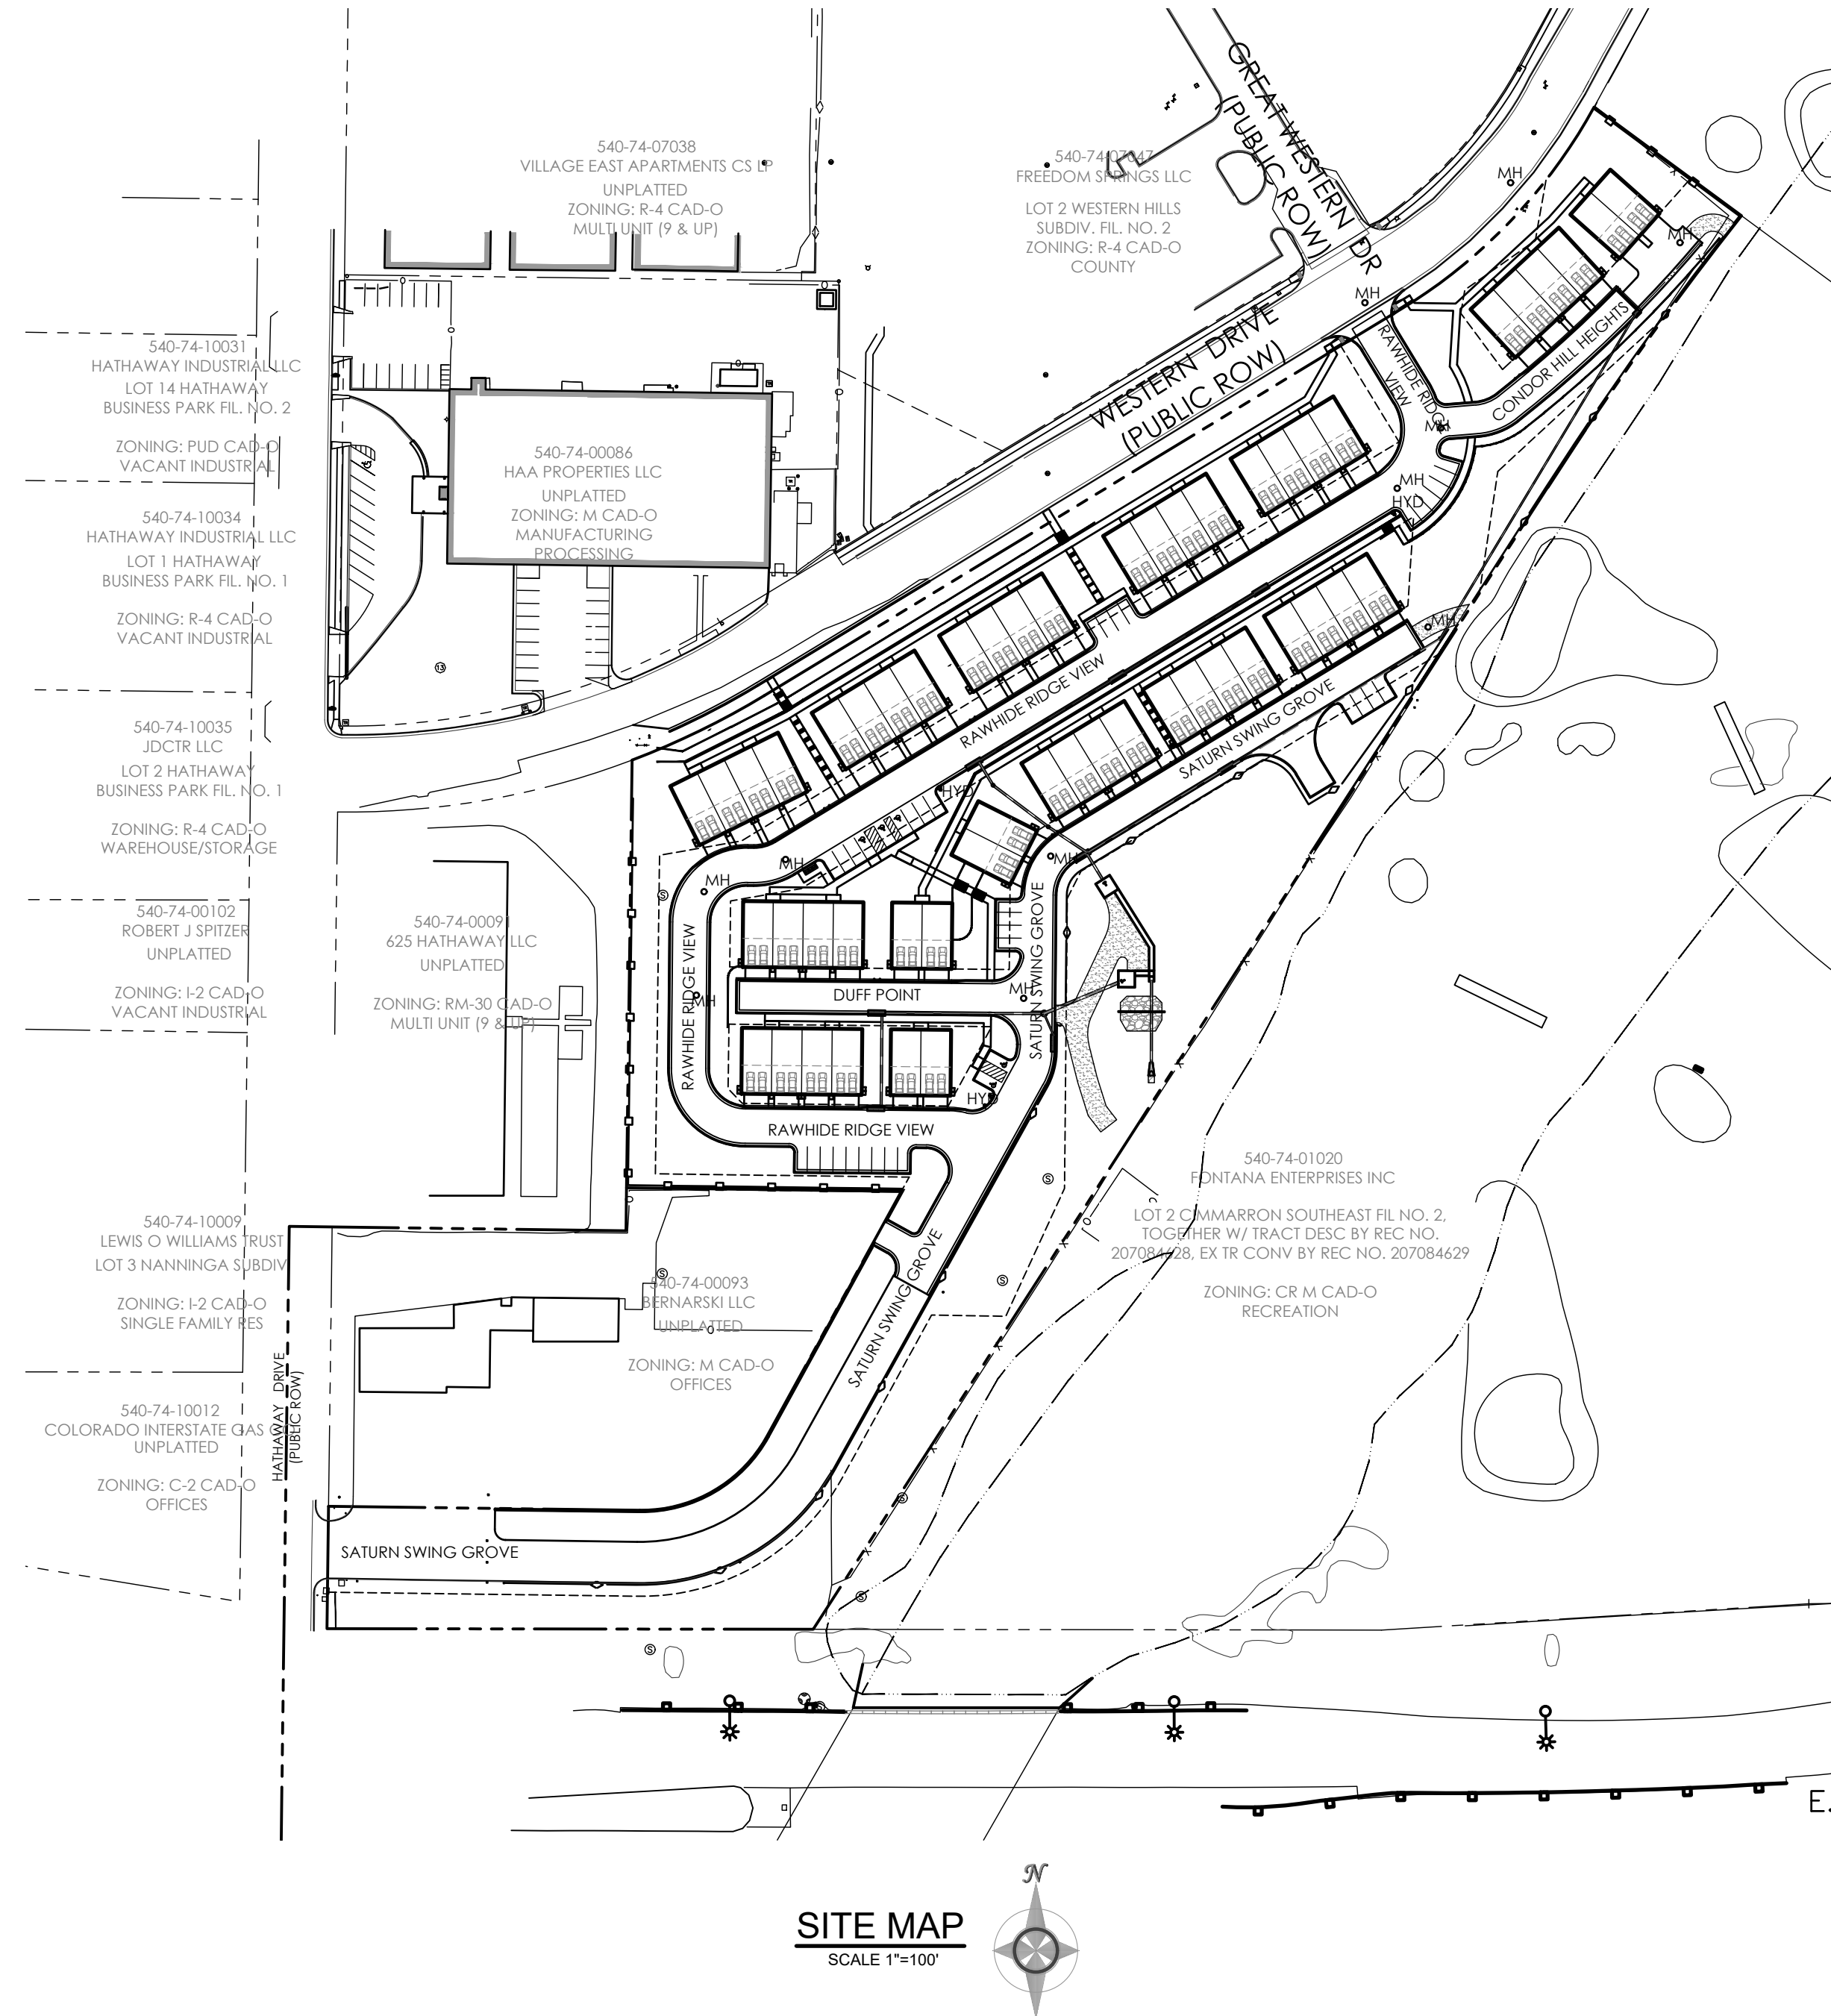 GREAT WESTERN DR
(PUBLIC ROW)
540-74-07038
VILLAGE EAST APARTMENTS CS LP
UNPLATTED
ZONING: R-4 CAD-O
MULTI UNIT (9 & UP)
540-74-07047
FREEDOM SPRINGS LLC
LOT 2 WESTERN HILLS
SUBDIV. FIL. NO. 2
ZONING: R-4 CAD-O
COUNTY
MH
MH
MH
WESTERN DRIVE
(PUBLIC ROW)
RAWHIDE RIDGE
VIEW
CONDOR HILL HEIGHTS
MH
MH
HYD
540-74-10031
HATHAWAY INDUSTRIAL LLC
LOT 14 HATHAWAY
BUSINESS PARK FIL. NO. 2
ZONING: PUD CAD-O
VACANT INDUSTRIAL
540-74-00086
HAA PROPERTIES LLC
UNPLATTED
ZONING: M CAD-O
MANUFACTURING
PROCESSING
540-74-10034
HATHAWAY INDUSTRIAL LLC
LOT 1 HATHAWAY
BUSINESS PARK FIL. NO. 1
ZONING: R-4 CAD-O
VACANT INDUSTRIAL
13
MH
RAWHIDE RIDGE VIEW
SATURN SWING GROVE
540-74-10035
JDCTR LLC
LOT 2 HATHAWAY
BUSINESS PARK FIL. NO. 1
ZONING: R-4 CAD-O
WAREHOUSE/STORAGE
HYD
MH
MH
MH
S
540-74-00102
ROBERT J SPITZER
UNPLATTED
ZONING: I-2 CAD-O
VACANT INDUSTRIAL
540-74-00091
625 HATHAWAY LLC
UNPLATTED
ZONING: RM-30 CAD-O
MULTI UNIT (9 & UP)
RAWHIDE RIDGE VIEW
MH
DUFF POINT
MH
SATURN SWING GROVE
HYD
RAWHIDE RIDGE VIEW
S
540-74-01020
FONTANA ENTERPRISES INC
LOT 2 CIMMARRON SOUTHEAST FIL NO. 2,
TOGETHER W/ TRACT DESC BY REC NO.
207084628, EX TR CONV BY REC NO. 207084629
ZONING: CR M CAD-O
RECREATION
540-74-10009
LEWIS O WILLIAMS TRUST
LOT 3 NANNINGA SUBDIV
ZONING: I-2 CAD-O
SINGLE FAMILY RES
S
S
540-74-00093
BERNARSKI LLC
UNPLATTED
ZONING: M CAD-O
OFFICES
SATURN SWING GROVE
HATHAWAY DRIVE
(PUBLIC ROW)
540-74-10012
COLORADO INTERSTATE GAS
UNPLATTED
ZONING: C-2 CAD-O
OFFICES
S
SATURN SWING GROVE
S
S
E.
N
SITE MAP
SCALE 1"=100'